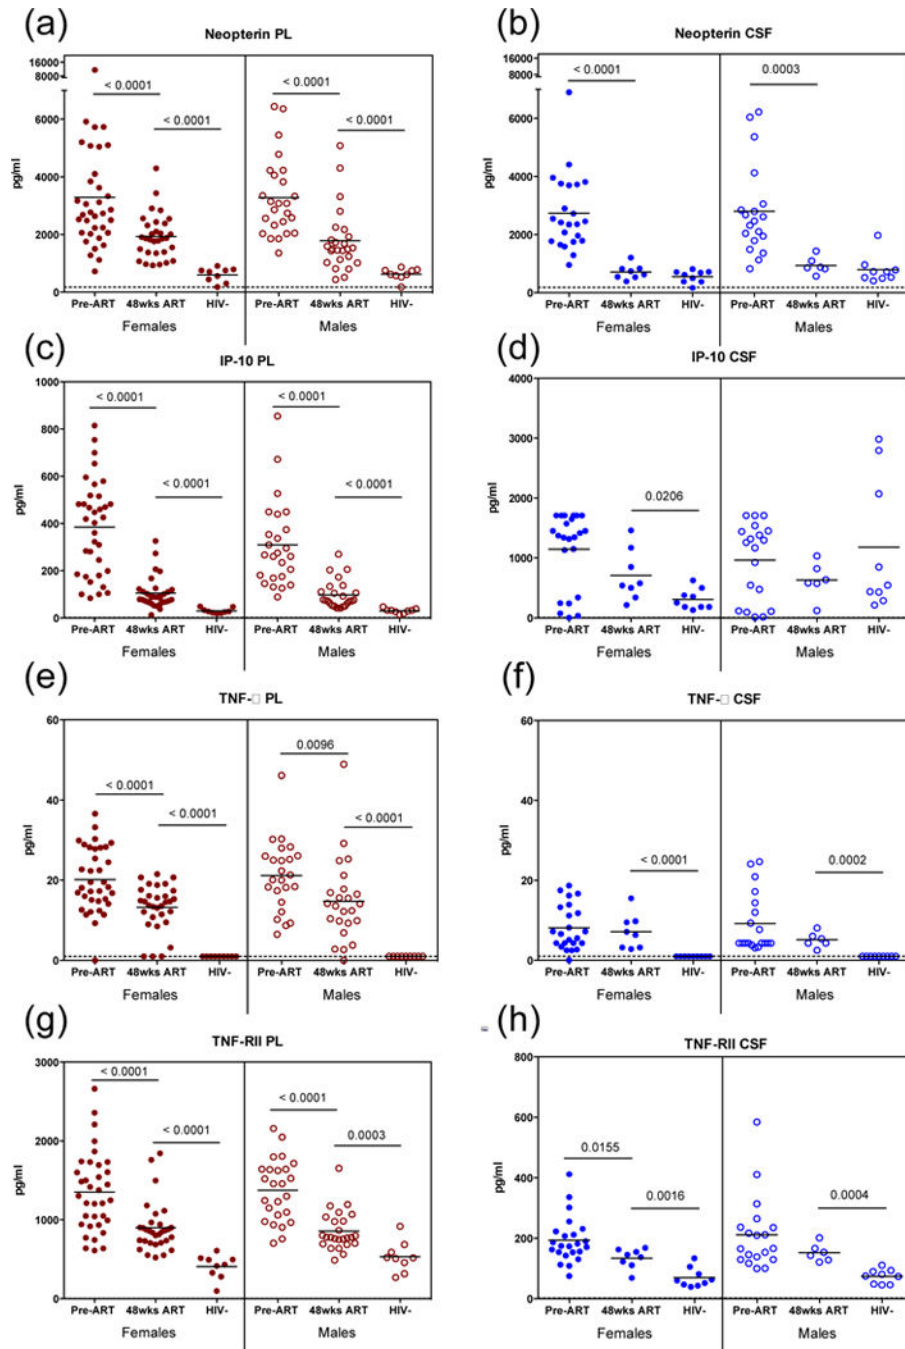 (a)
Neopterin PL
16000
8000
6000
4000
2000
0
pg/ml
< 0.0001
< 0.0001
< 0.0001
< 0.0001
Pre-ART 48wks ART HIV- Pre-ART 48wks ART HIV-
Females Males
(b)
Neopterin CSF
16000
8000
6000
4000
2000
0
pg/ml
<0.0001
0.0003
Pre-ART 48wks ART HIV- Pre-ART 48wks ART HIV-
Females Males
(c)
IP-10 PL
1000
800
600
400
200
0
pg/ml
< 0.0001
< 0.0001
< 0.0001
< 0.0001
Pre-ART 48wks ART HIV- Pre-ART 48wks ART HIV-
Females Males
(d)
IP-10 CSF
4000
3000
2000
1000
0
pg/ml
0.0206
Pre-ART 48wks ART HIV- Pre-ART 48wks ART HIV-
Females Males
(e)
TNF-□ PL
60
40
20
0
pg/ml
< 0.0001
< 0.0001
0.0096
< 0.0001
Pre-ART 48wks ART HIV- Pre-ART 48wks ART HIV-
Females Males
(f)
TNF-□ CSF
60
40
20
0
pg/ml
< 0.0001
0.0002
Pre-ART 48wks ART HIV- Pre-ART 48wks ART HIV-
Females Males
(g)
TNF-RII PL
3000
2000
1000
0
pg/ml
< 0.0001
< 0.0001
< 0.0001
0.0003
Pre-ART 48wks ART HIV- Pre-ART 48wks ART HIV-
Females Males
(h)
TNF-RII CSF
800
600
400
200
0
pg/ml
0.0155
0.0016
0.0004
Pre-ART 48wks ART HIV- Pre-ART 48wks ART HIV-
Females Males